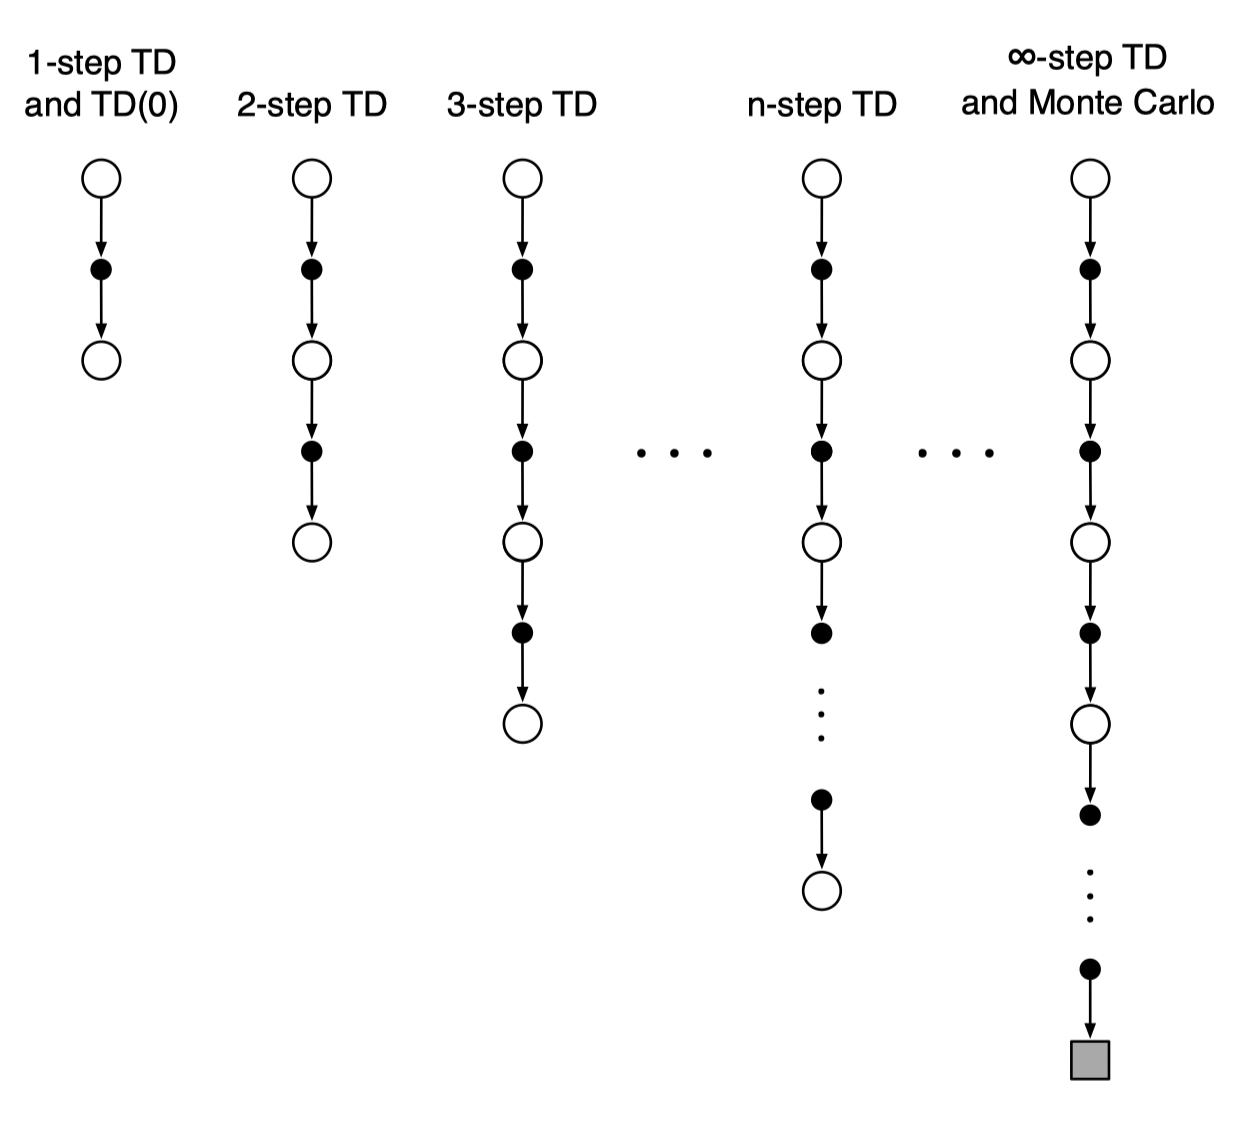 1-step TD
and TD(0)
2-step TD
3-step TD
n-step TD
∞-step TD
and Monte Carlo